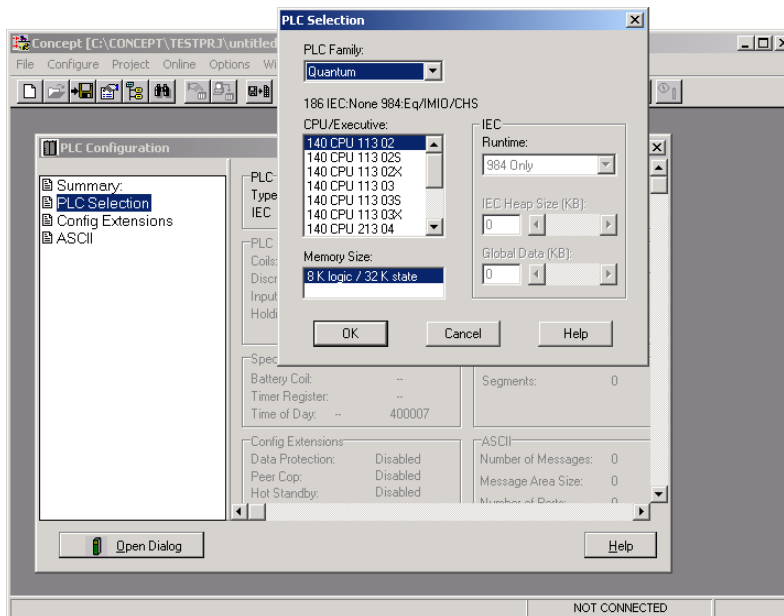 PLC Selection
PLC Family:
Quantum
186 IEC:None 984:Eq/IMIO/CHS
CPU/Executive:
140 CPU 113 02
140 CPU 113 02S
140 CPU 113 02X
140 CPU 113 03
140 CPU 113 03S
140 CPU 113 03X
140 CPU 213 04
Memory Size:
8 K logic / 32 K state
IEC
Runtime:
984 Only
IEC Heap Size (KB):
0
Global Data (KB):
0
OK
Cancel
Help
Concept [C:\CONCEPT\TESTPRJ\untitled
File Configure Project Online Options Wi
PLC Configuration
Summary:
PLC Selection
Config Extensions
ASCII
PLC
Type
IEC
PLC
Coils:
Discr
Input
Holdi
Spec
Battery Coil: --
Timer Register: --
Time of Day: -- 400007
Segments: 0
Config Extensions
Data Protection: Disabled
Peer Cop: Disabled
Hot Standby: Disabled
ASCII
Number of Messages: 0
Message Area Size: 0
Number of Ports: 0
Open Dialog
Help
NOT CONNECTED